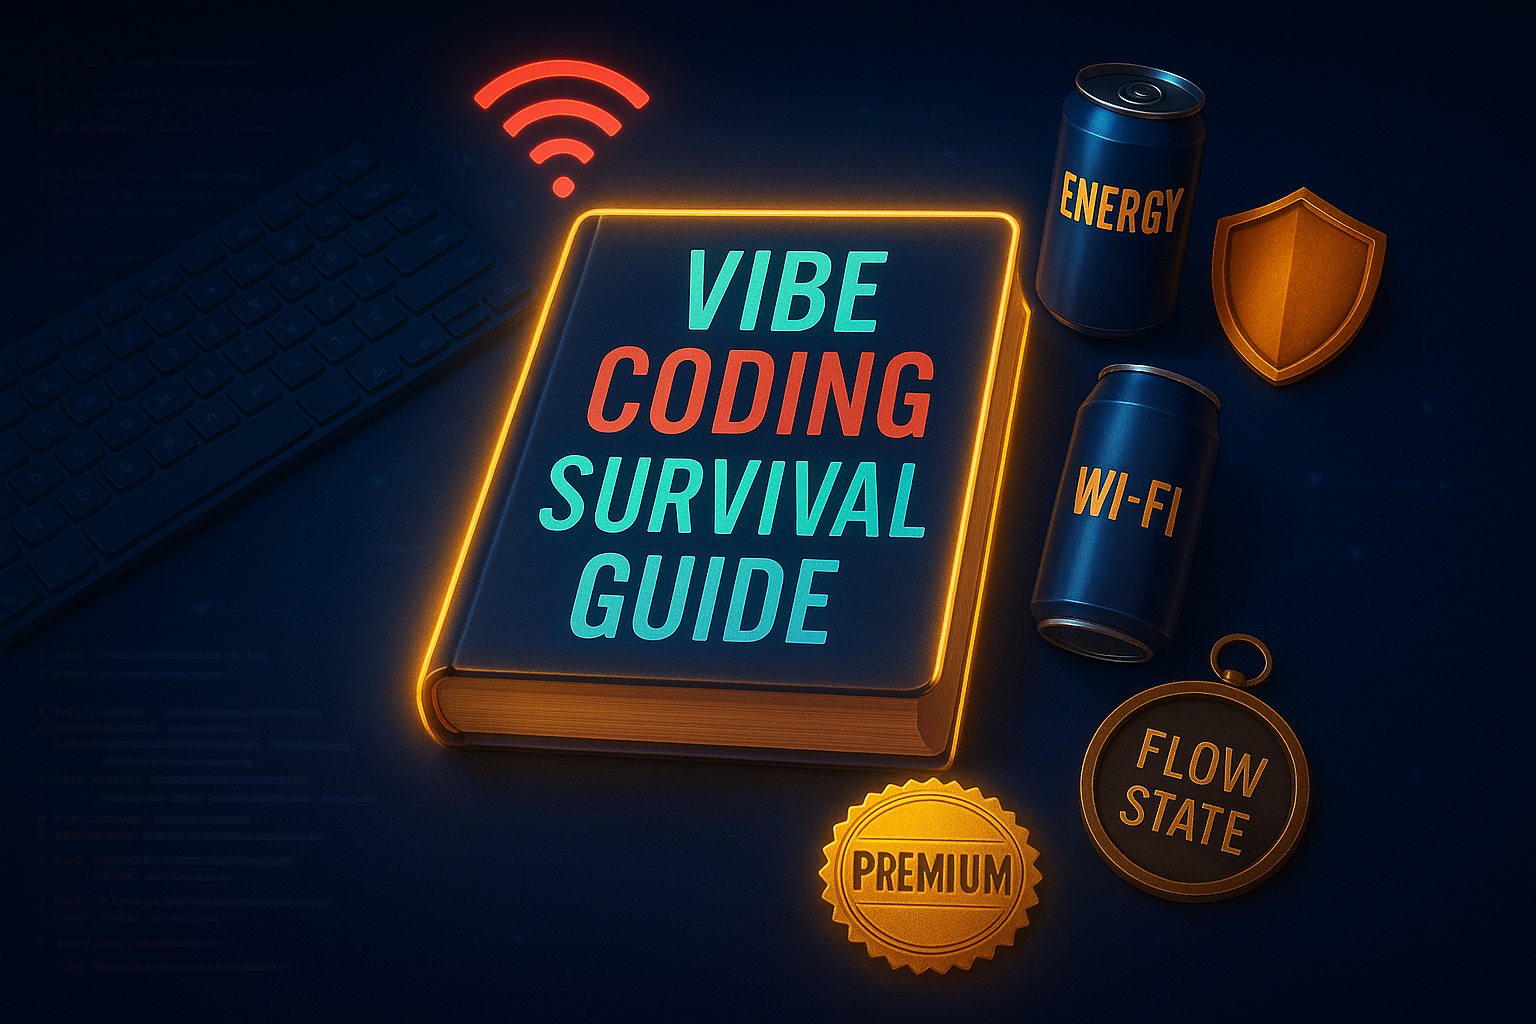 VIBE
CODING
SURVIVAL
GUIDE
ENERGY
WI-FI
FLOW
STATE
PREMIUM